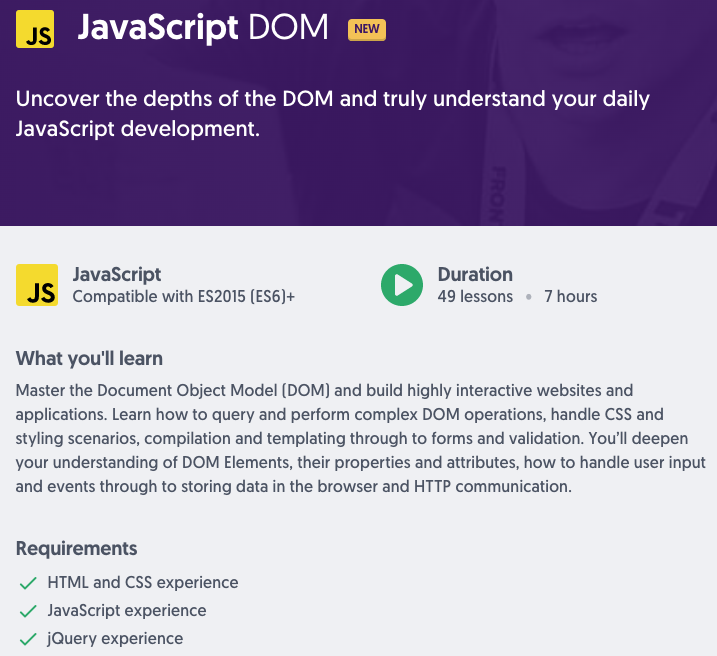 JS JavaScript DOM NEW
Uncover the depths of the DOM and truly understand your daily
JavaScript development.
FRON
JS JavaScript
Compatible with ES2015 (ES6)+
Duration
49 lessons • 7 hours
What you'll learn
Master the Document Object Model (DOM) and build highly interactive websites and
applications. Learn how to query and perform complex DOM operations, handle CSS and
styling scenarios, compilation and templating through to forms and validation. You’ll deepen
your understanding of DOM Elements, their properties and attributes, how to handle user input
and events through to storing data in the browser and HTTP communication.
Requirements
HTML and CSS experience
JavaScript experience
jQuery experience